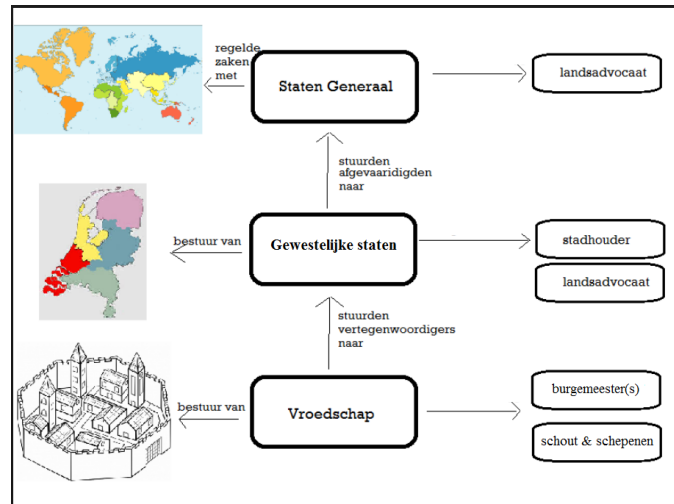 regelde
zaken
met
Staten Generaal
landsadvocaat
stuurden
afgevaaridigden
naar
bestuur van
Gewestelijke staten
stadhouder
landsadvocaat
stuurden
vertegenwoordigers
naar
bestuur van
Vroedschap
burgemeester(s)
schout & schepenen